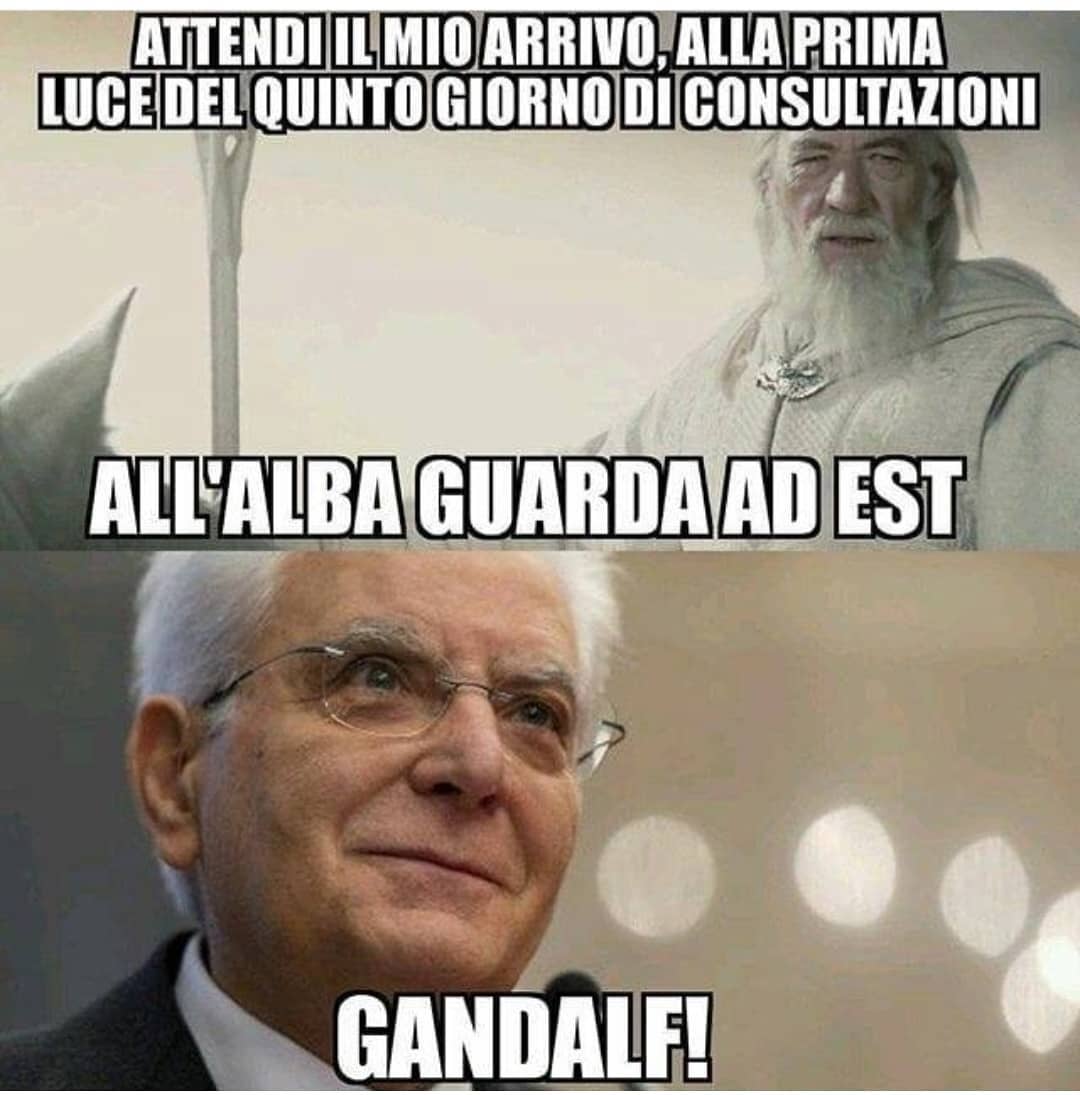 ATTENDI IL MIO ARRIVO, ALLA PRIMA
LUCE DEL QUINTO GIORNO DI CONSULTAZIONI
ALL'ALBA GUARDA AD EST
GANDALF!